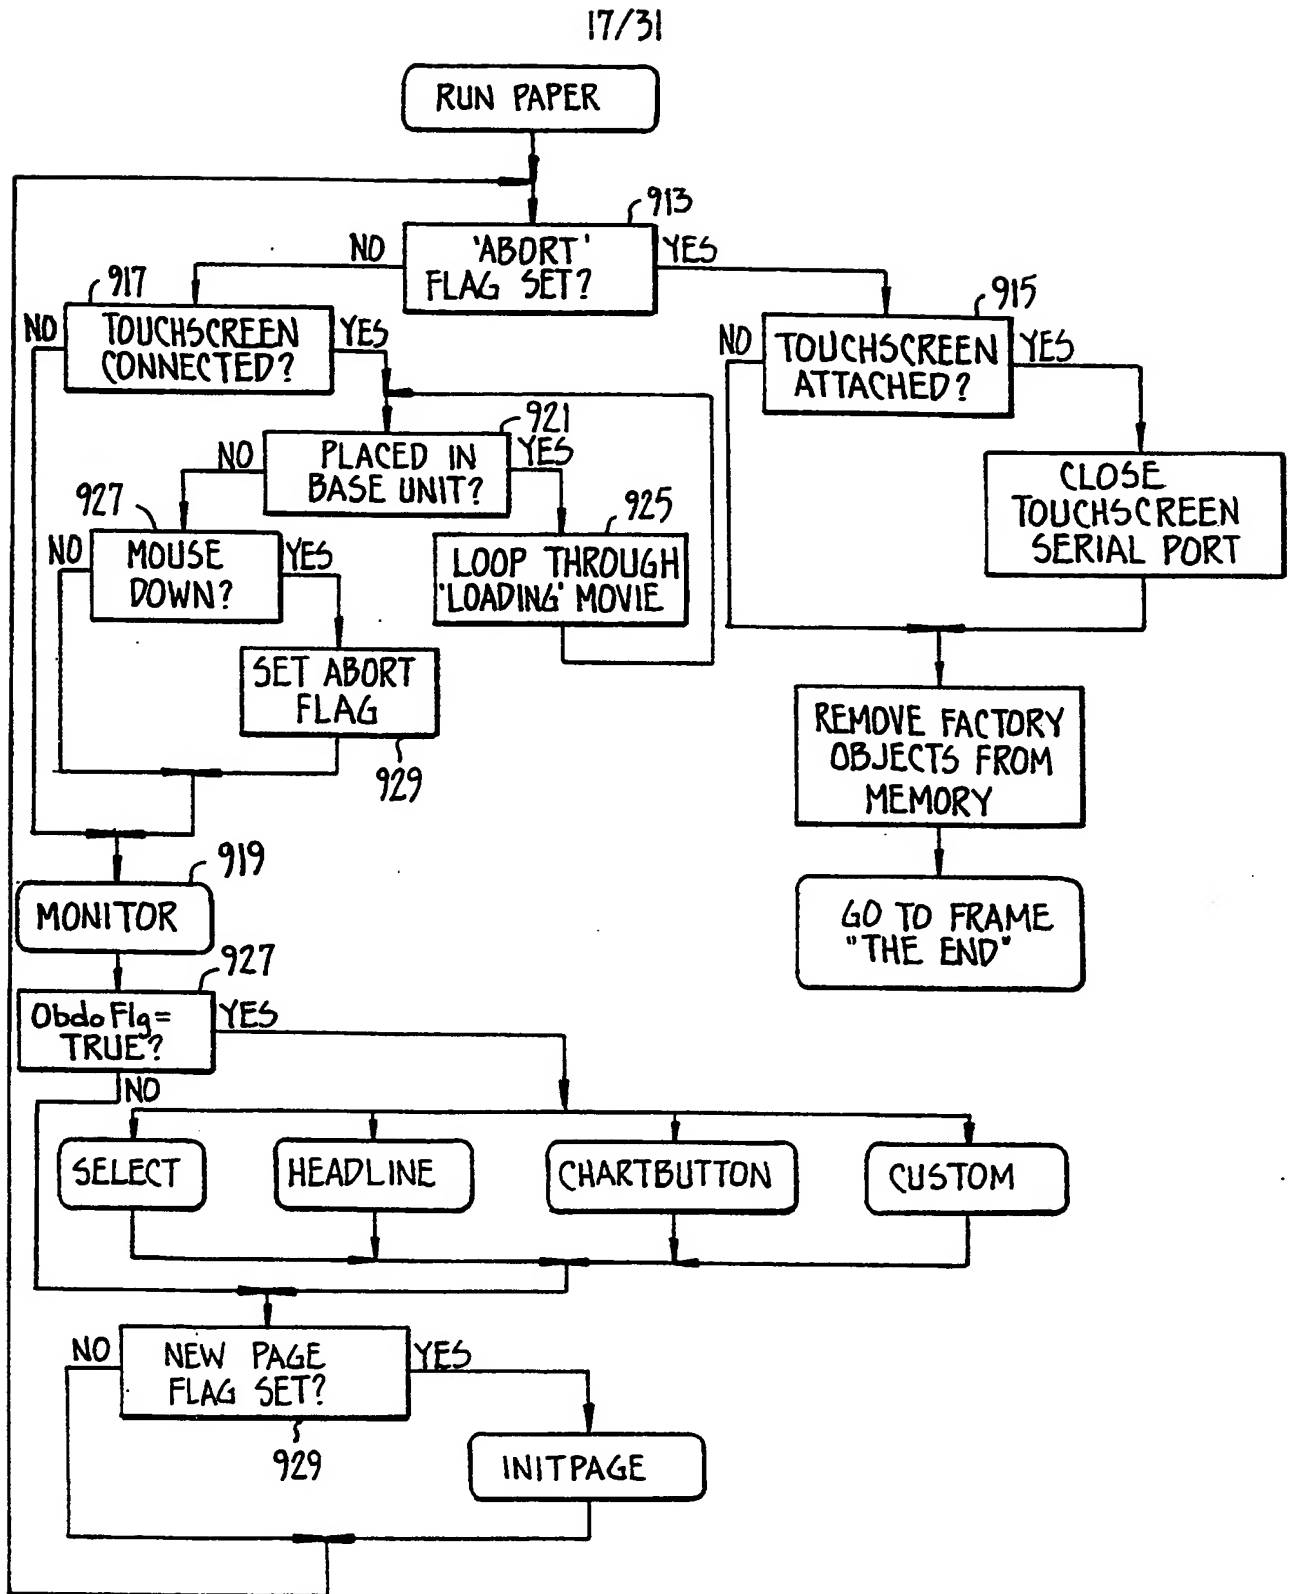 17/31
RUN PAPER
913
'ABORT'
FLAG SET?
NO
YES
917
TOUCHSCREEN
CONNECTED?
NO
YES
915
TOUCHSCREEN
ATTACHED?
NO
YES
921
PLACED IN
BASE UNIT?
NO
YES
CLOSE
TOUCHSCREEN
SERIAL PORT
927
MOUSE
DOWN?
NO
YES
925
LOOP THROUGH
'LOADING' MOVIE
SET ABORT
FLAG
929
REMOVE FACTORY
OBJECTS FROM
MEMORY
919
MONITOR
GO TO FRAME
"THE END"
927
ObdoFlg=
TRUE?
YES
NO
SELECT
HEADLINE
CHARTBUTTON
CUSTOM
NEW PAGE
FLAG SET?
NO
YES
929
INITPAGE